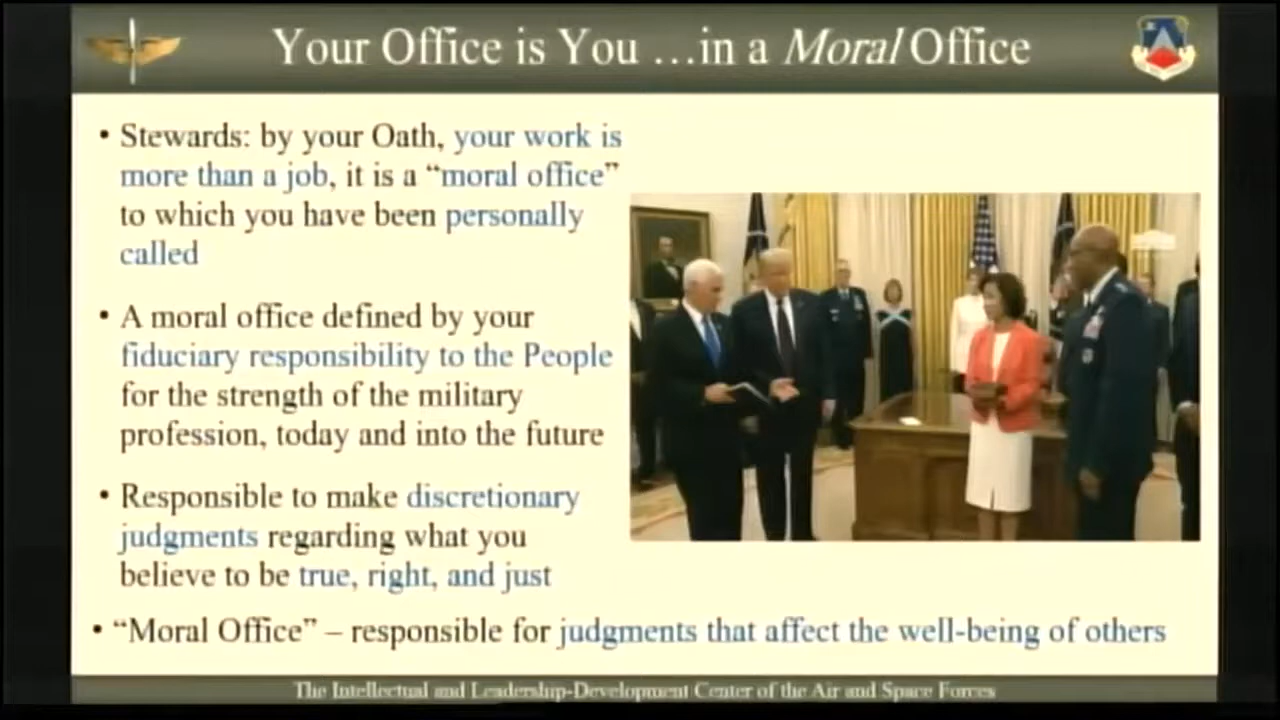 Your Office is You …in a Moral Office
• Stewards: by your Oath, your work is
more than a job, it is a “moral office”
to which you have been personally
called
• A moral office defined by your
fiduciary responsibility to the People
for the strength of the military
profession, today and into the future
• Responsible to make discretionary
judgments regarding what you
believe to be true, right, and just
• “Moral Office” – responsible for judgments that affect the well-being of others
The Intellectual and Leadership-Development Center of the Air and Space Forces